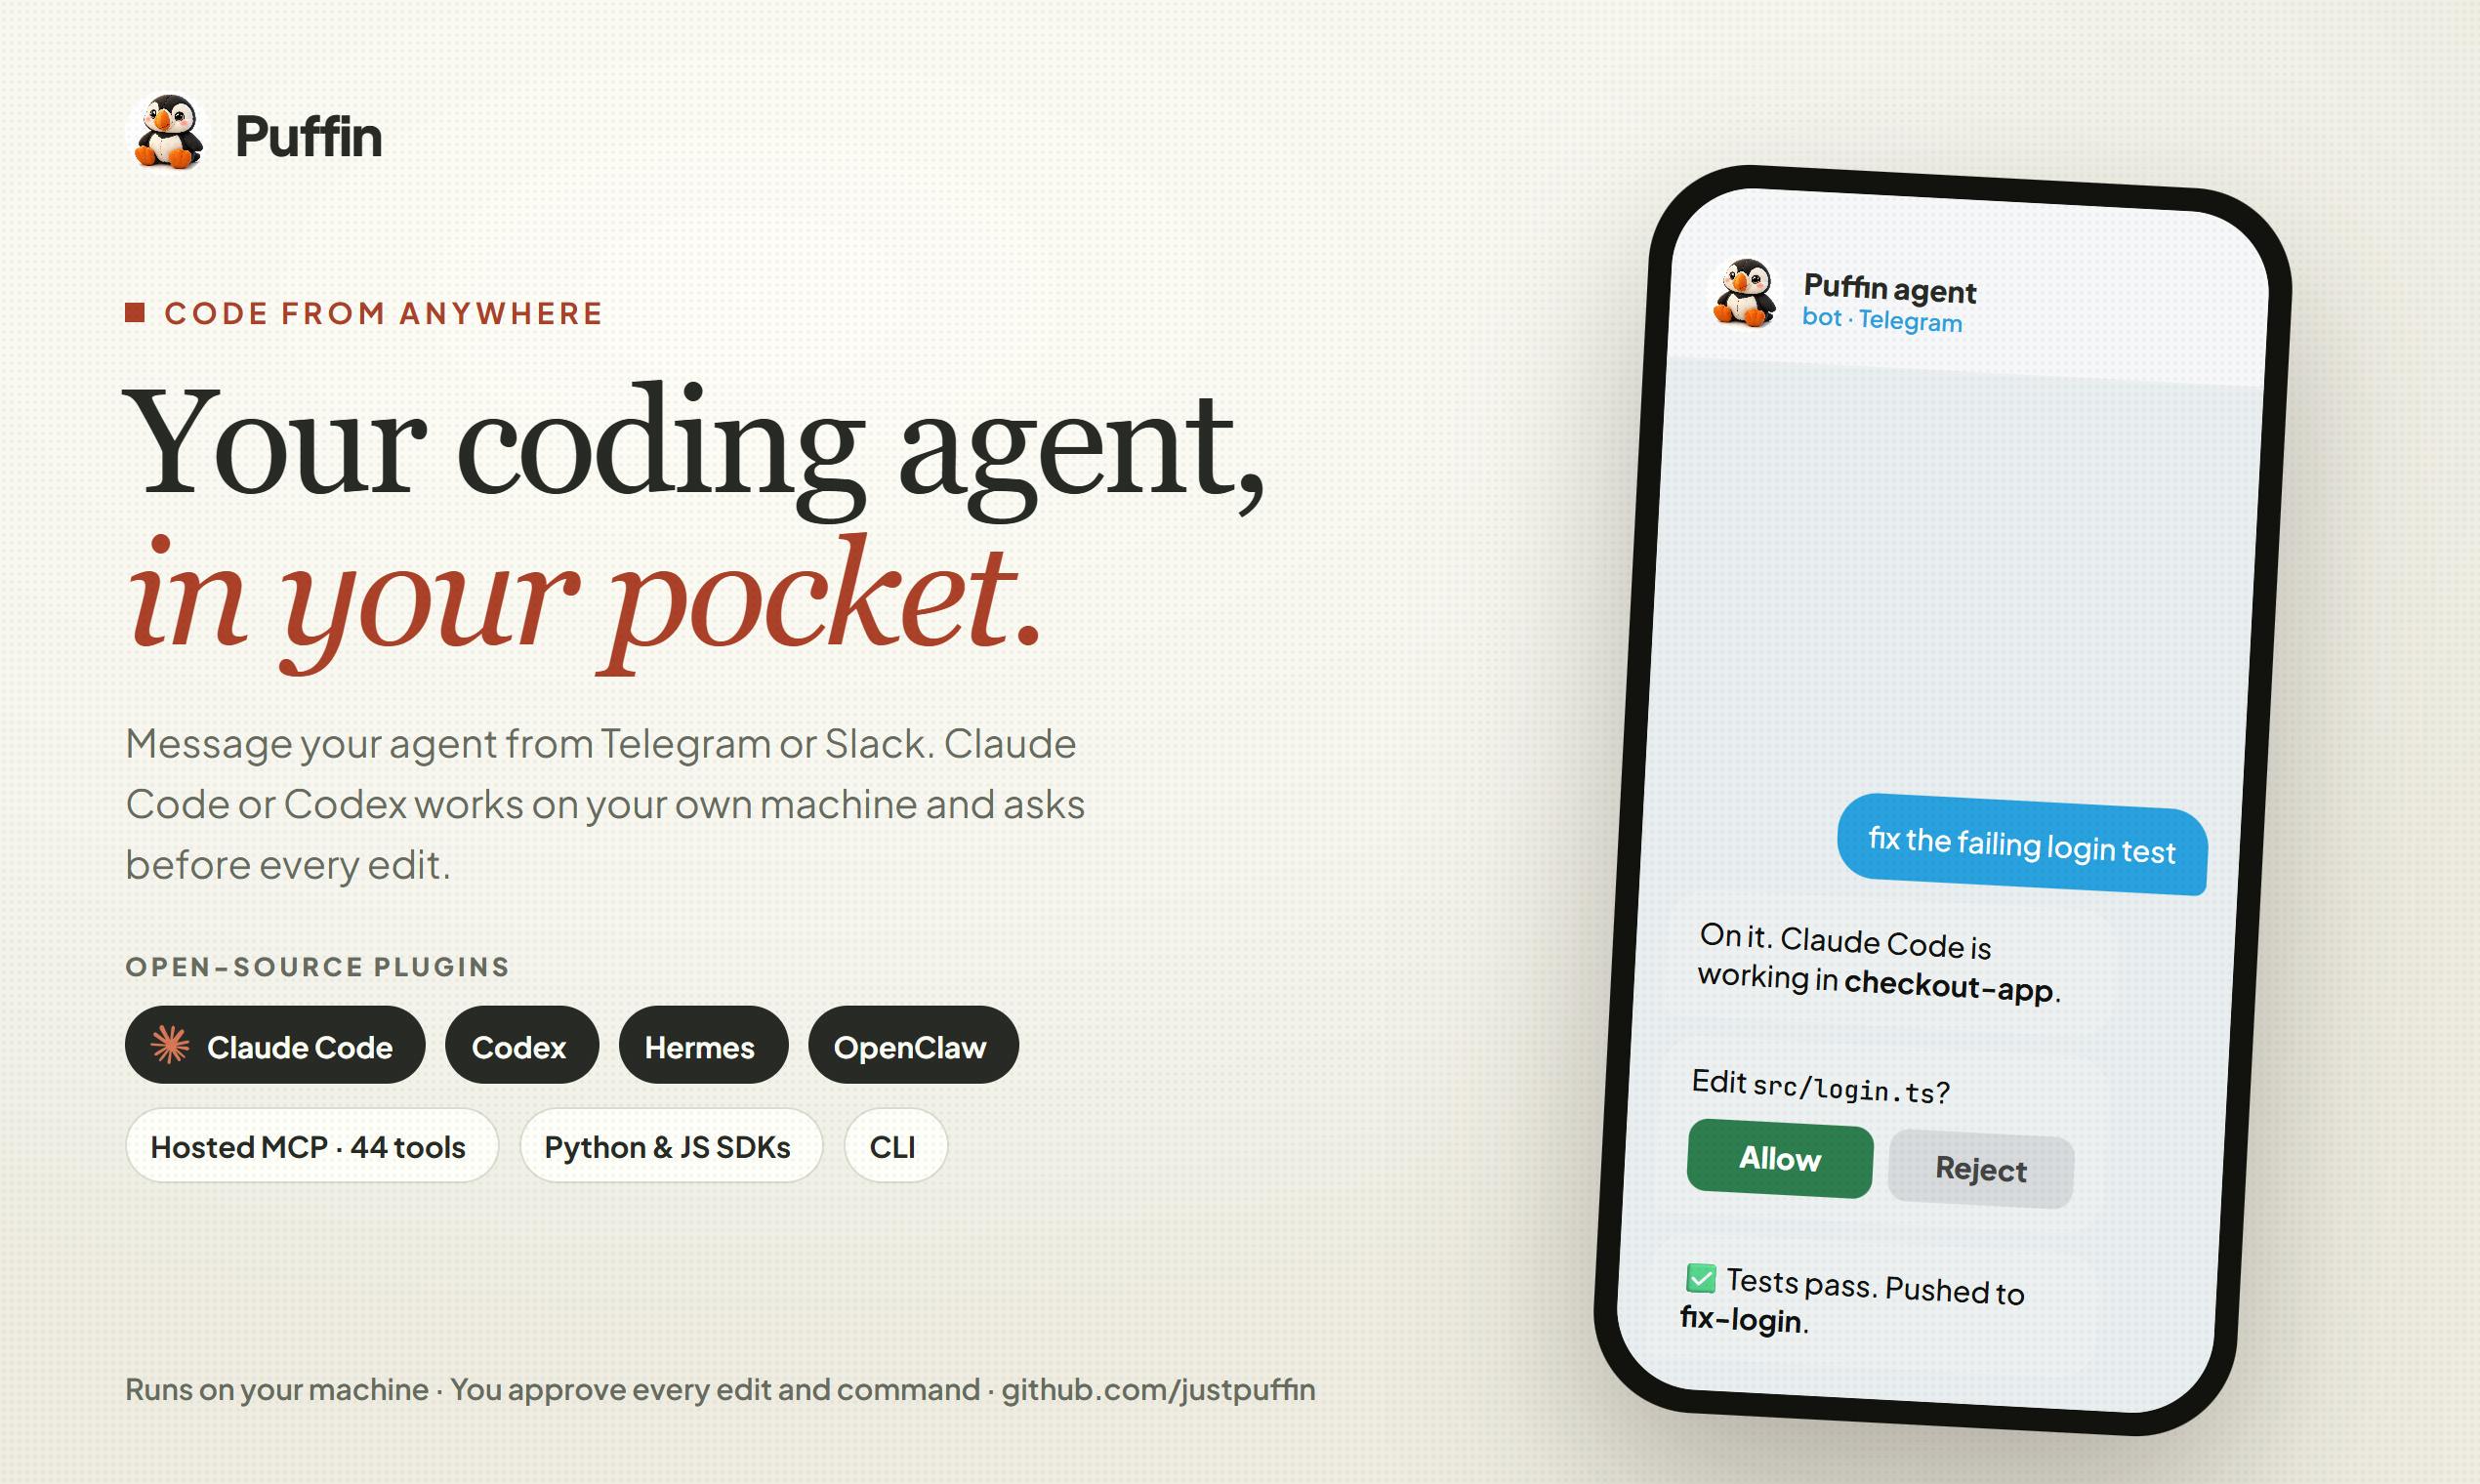 Puffin
CODE FROM ANYWHERE
Your coding agent,
in your pocket.
Message your agent from Telegram or Slack. Claude
Code or Codex works on your own machine and asks
before every edit.
OPEN-SOURCE PLUGINS
Claude Code
Codex
Hermes
OpenClaw
Hosted MCP · 44 tools
Python & JS SDKs
CLI
Runs on your machine · You approve every edit and command · github.com/justpuffin
Puffin agent
bot · Telegram
fix the failing login test
On it. Claude Code is
working in checkout-app.
Edit src/login.ts?
Allow
Reject
✅ Tests pass. Pushed to
fix-login.